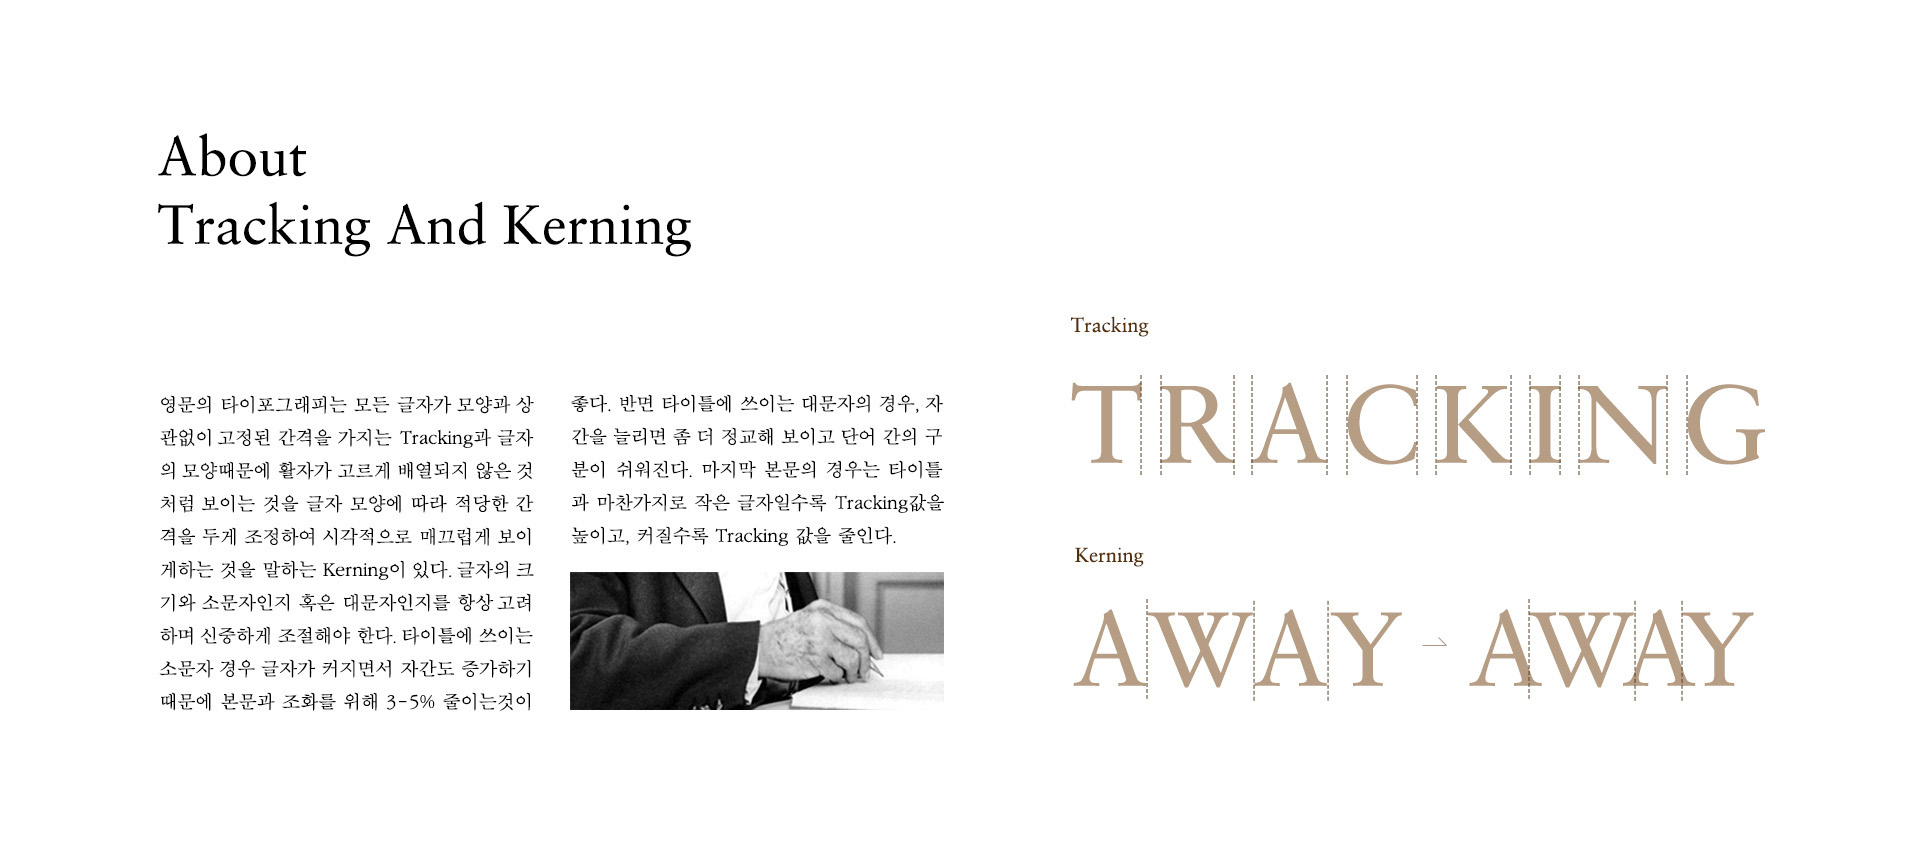 About
Tracking And Kerning
영문의 타이포그래피는 모든 글자가 모양과 상
관없이 고정된 간격을 가지는 Tracking과 글자
의 모양때문에 활자가 고르게 배열되지 않은 것
처럼 보이는 것을 글자 모양에 따라 적당한 간
격을 두게 조정하여 시각적으로 매끄럽게 보이
게하는 것을 말하는 Kerning이 있다. 글자의 크
기와 소문자인지 혹은 대문자인지를 항상 고려
하며 신중하게 조절해야 한다. 타이틀에 쓰이는
소문자 경우 글자가 커지면서 자간도 증가하기
때문에 본문과 조화를 위해 3-5% 줄이는것이
좋다. 반면 타이틀에 쓰이는 대문자의 경우, 자
간을 늘리면 좀 더 정교해 보이고 단어 간의 구
분이 쉬워진다. 마지막 본문의 경우는 타이틀
과 마찬가지로 작은 글자일수록 Tracking값을
높이고, 커질수록 Tracking 값을 줄인다.
Tracking
TRACKING
Kerning
AWAY → AWAY